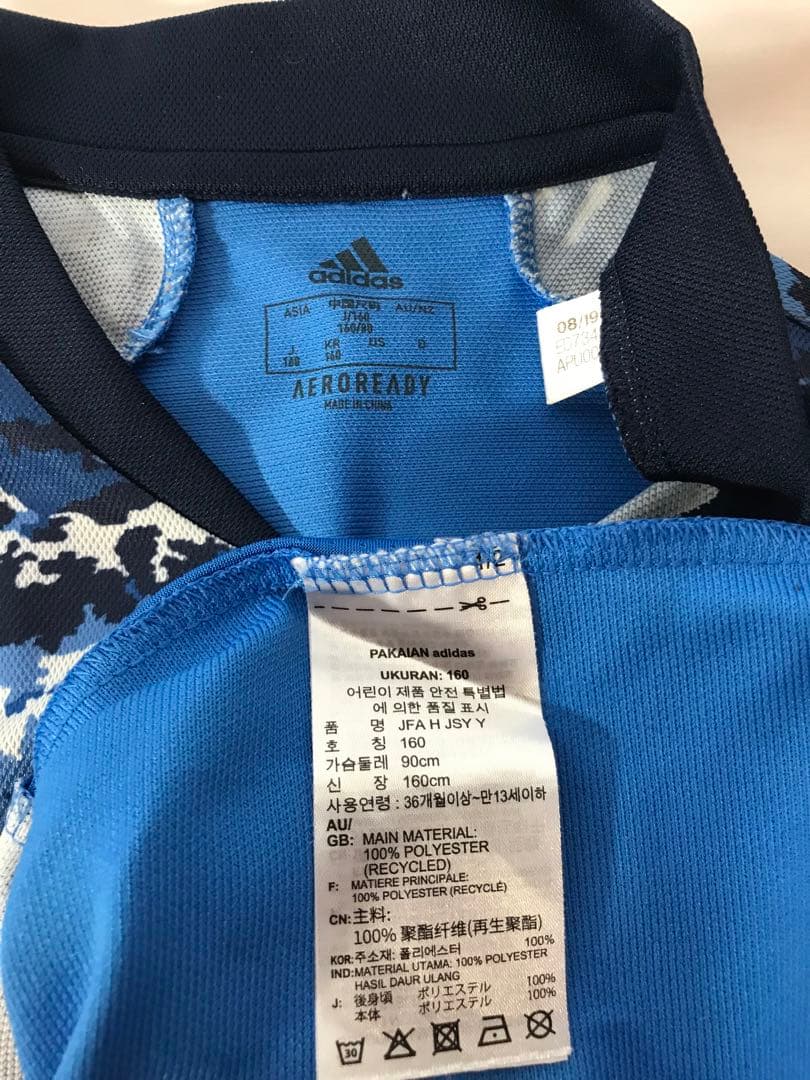 adidas
ASIA 中国尺码 AU/NZ
J/160
160/80
J KR US D
160 160
AEROREADY
MADE IN CHINA
08/19
1/2
PAKAIAN adidas
UKURAN: 160
어린이 제품 안전 특별법
에 의한 품질 표시
품 명 JFA H JSY Y
호 칭 160
가슴둘레 90cm
신 장 160cm
사용연령 : 36개월이상~만13세이하
AU/
GB: MAIN MATERIAL:
100% POLYESTER
(RECYCLED)
F: MATIERE PRINCIPALE:
100% POLYESTER (RECYCLÉ)
CN:主料:
100% 聚酯纤维(再生聚酯)
KOR:주소재: 폴리에스터 100%
IND:MATERIAL UTAMA: 100% POLYESTER
HASIL DAUR ULANG
J: 後身頃 ポリエステル 100%
本体 ポリエステル 100%
30